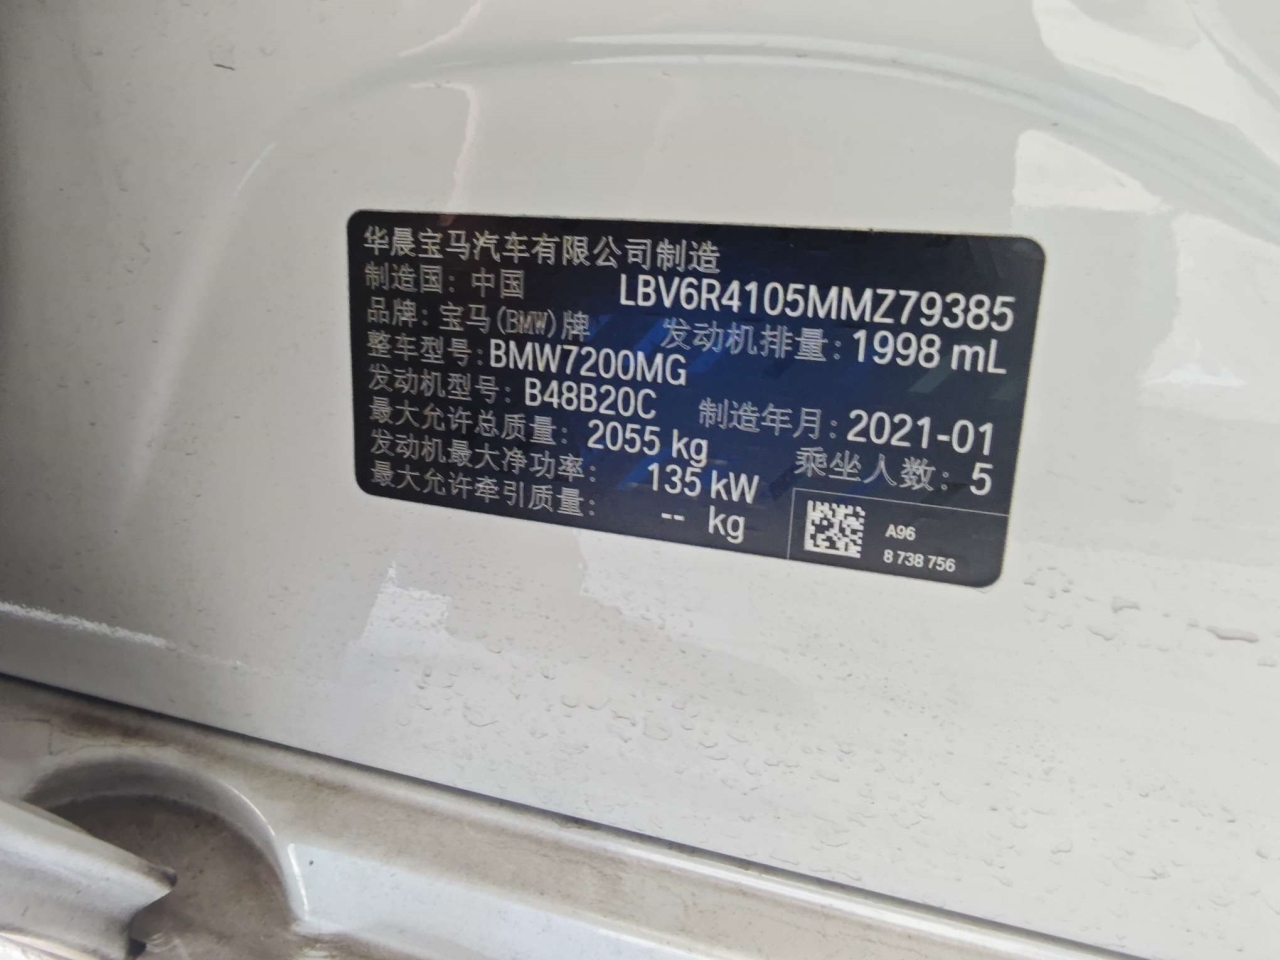 华晨宝马汽车有限公司制造
制造国：中国 LBV6R4105MMZ79385
品牌：宝马(BMW)牌 发动机排量：1998 mL
整车型号：BMW7200MG
发动机型号：B48B20C 制造年月：2021-01
最大允许总质量：2055 kg 乘坐人数：5
发动机最大净功率：135 kW
最大允许牵引质量：-- kg
A96
8 738 756